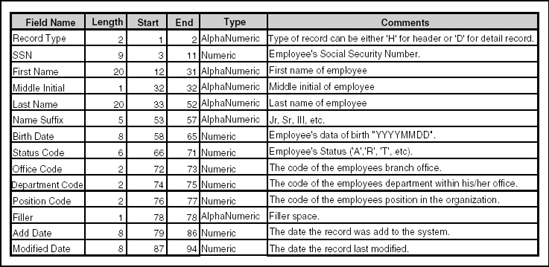 Field Name Length Start End Type Comments
Record Type 2 1 2 AlphaNumeric Type of record can be either 'H' for header or 'D' for detail record.
SSN 9 3 11 Numeric Employee's Social Security Number.
First Name 20 12 31 AlphaNumeric First name of employee
Middle Initial 1 32 32 AlphaNumeric Middle initial of employee
Last Name 20 33 52 AlphaNumeric Last name of employee
Name Suffix 5 53 57 AlphaNumeric Jr, Sr, III, etc.
Birth Date 8 58 65 Numeric Employee's data of birth "YYYYMMDD".
Status Code 6 66 71 Numeric Employee's Status ('A','R', 'T', etc).
Office Code 2 72 73 Numeric The code of the employees branch office.
Department Code 2 74 75 Numeric The code of the employees department within his/her office.
Position Code 2 76 77 Numeric The code of the employees position in the organization.
Filler 1 78 78 AlphaNumeric Filler space.
Add Date 8 79 86 Numeric The date the record was add to the system.
Modified Date 8 87 94 Numeric The date the record last modified.